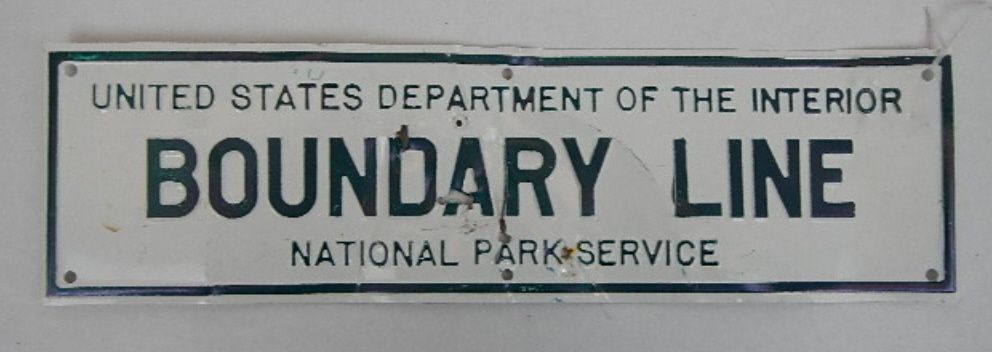 UNITED STATES DEPARTMENT OF THE INTERIOR
BOUNDARY LINE
NATIONAL PARK SERVICE